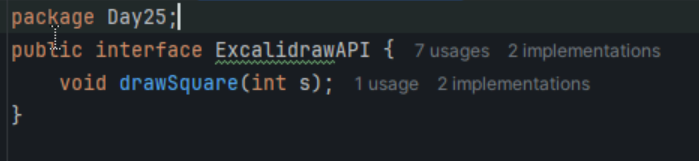 package Day25;
public interface ExcalidrawAPI { 7 usages 2 implementations
void drawSquare(int s); 1 usage 2 implementations
}